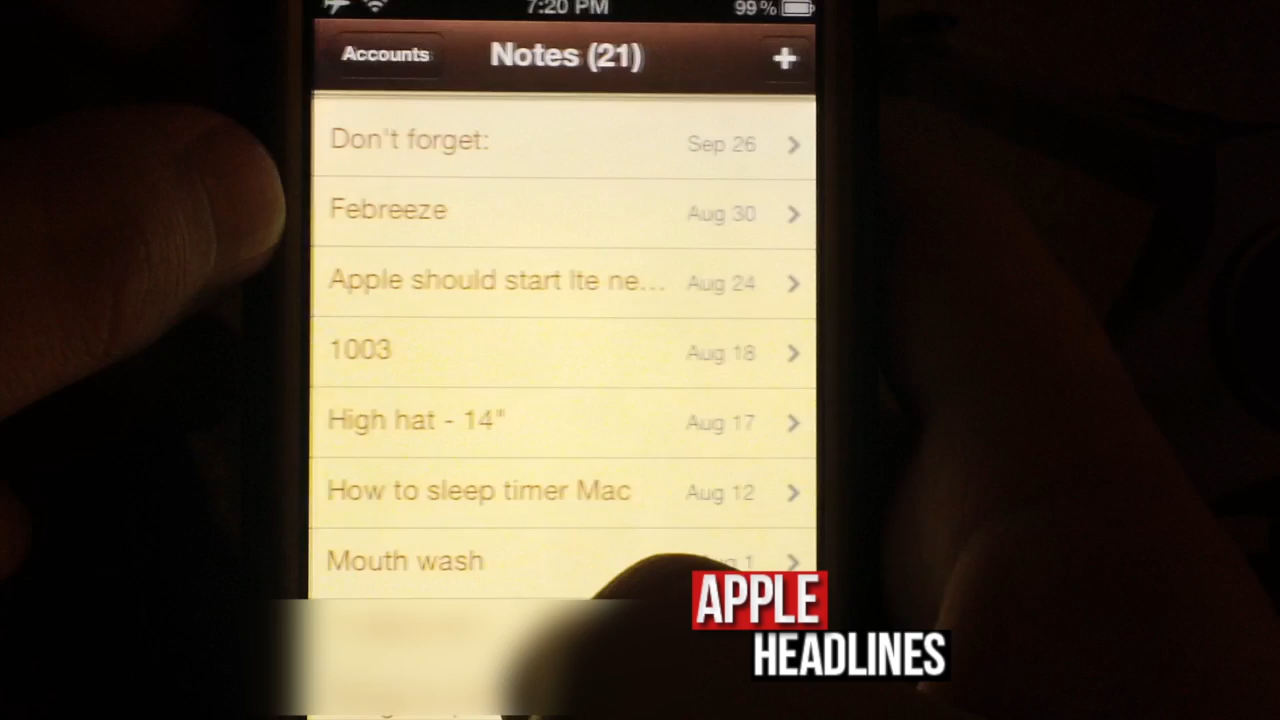 7:20 PM 99%
Accounts Notes (21) +
Don't forget: Sep 26
Febreeze Aug 30
Apple should start lte ne... Aug 24
1003 Aug 18
High hat - 14" Aug 17
How to sleep timer Mac Aug 12
Mouth wash 1
APPLE
HEADLINES